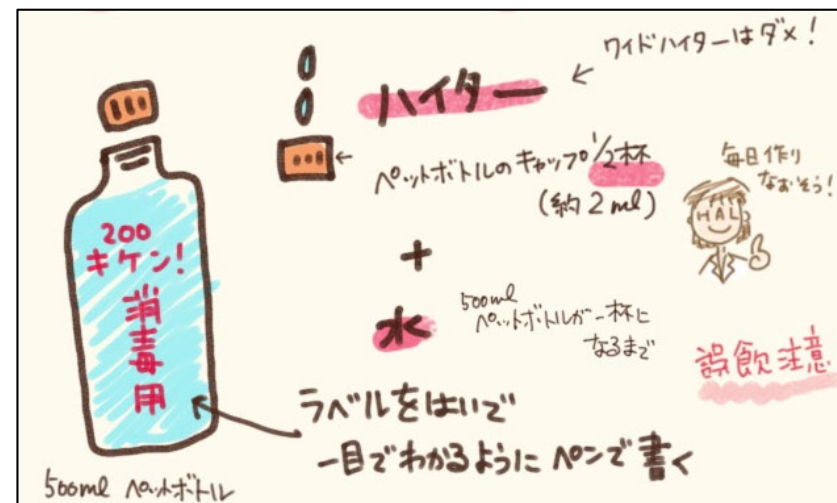 ワイドハイターはダメ!
ハイター
ペットボトルのキャップ1/2杯
(約2ml)
毎日作り
なおそう!
HAL
+
水
500ml
ペットボトルが一杯に
なるまで
誤飲注意
200
キケン!
消毒用
ラベルをはいで
一目でわかるようにペンで書く
500ml ペットボトル